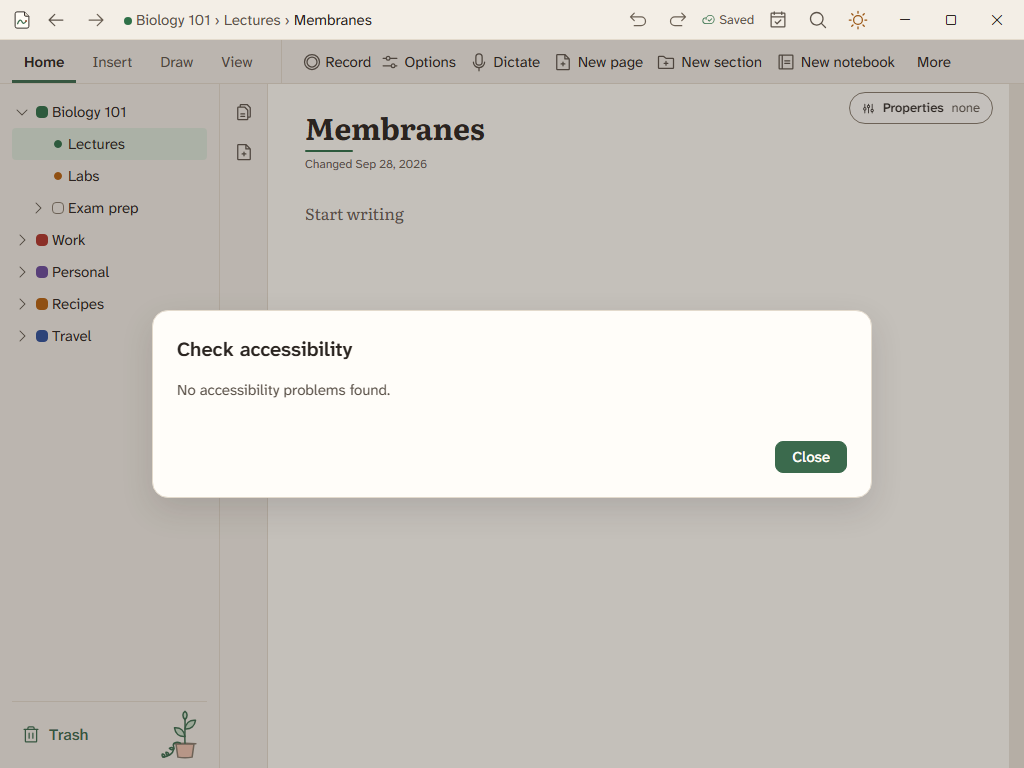 Biology 101 › Lectures › Membranes
Saved
Home Insert Draw View Record Options Dictate New page New section New notebook More
Biology 101
Lectures
Labs
Exam prep
Work
Personal
Recipes
Travel
Trash
Properties none
Membranes
Changed Sep 28, 2026
Start writing
Check accessibility
No accessibility problems found.
Close